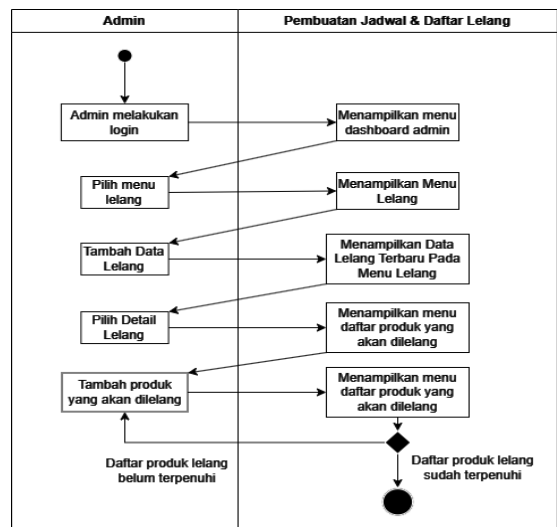 Admin
Pembuatan Jadwal & Daftar Lelang
Admin melakukan
login
Menampilkan menu
dashboard admin
Pilih menu
lelang
Menampilkan Menu
Lelang
Tambah Data
Lelang
Menampilkan Data
Lelang Terbaru Pada
Menu Lelang
Pilih Detail
Lelang
Menampilkan menu
daftar produk yang
akan dilelang
Tambah produk
yang akan dilelang
Menampilkan menu
daftar produk yang
akan dilelang
Daftar produk lelang
belum terpenuhi
Daftar produk lelang
sudah terpenuhi